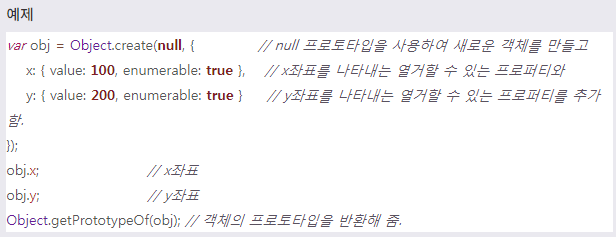 예제
var obj = Object.create(null, { // null 프로토타입을 사용하여 새로운 객체를 만들고
x: { value: 100, enumerable: true }, // x좌표를 나타내는 열거할 수 있는 프로퍼티와
y: { value: 200, enumerable: true } // y좌표를 나타내는 열거할 수 있는 프로퍼티를 추가
함.
});
obj.x; // x좌표
obj.y; // y좌표
Object.getPrototypeOf(obj); // 객체의 프로토타입을 반환해 줌.